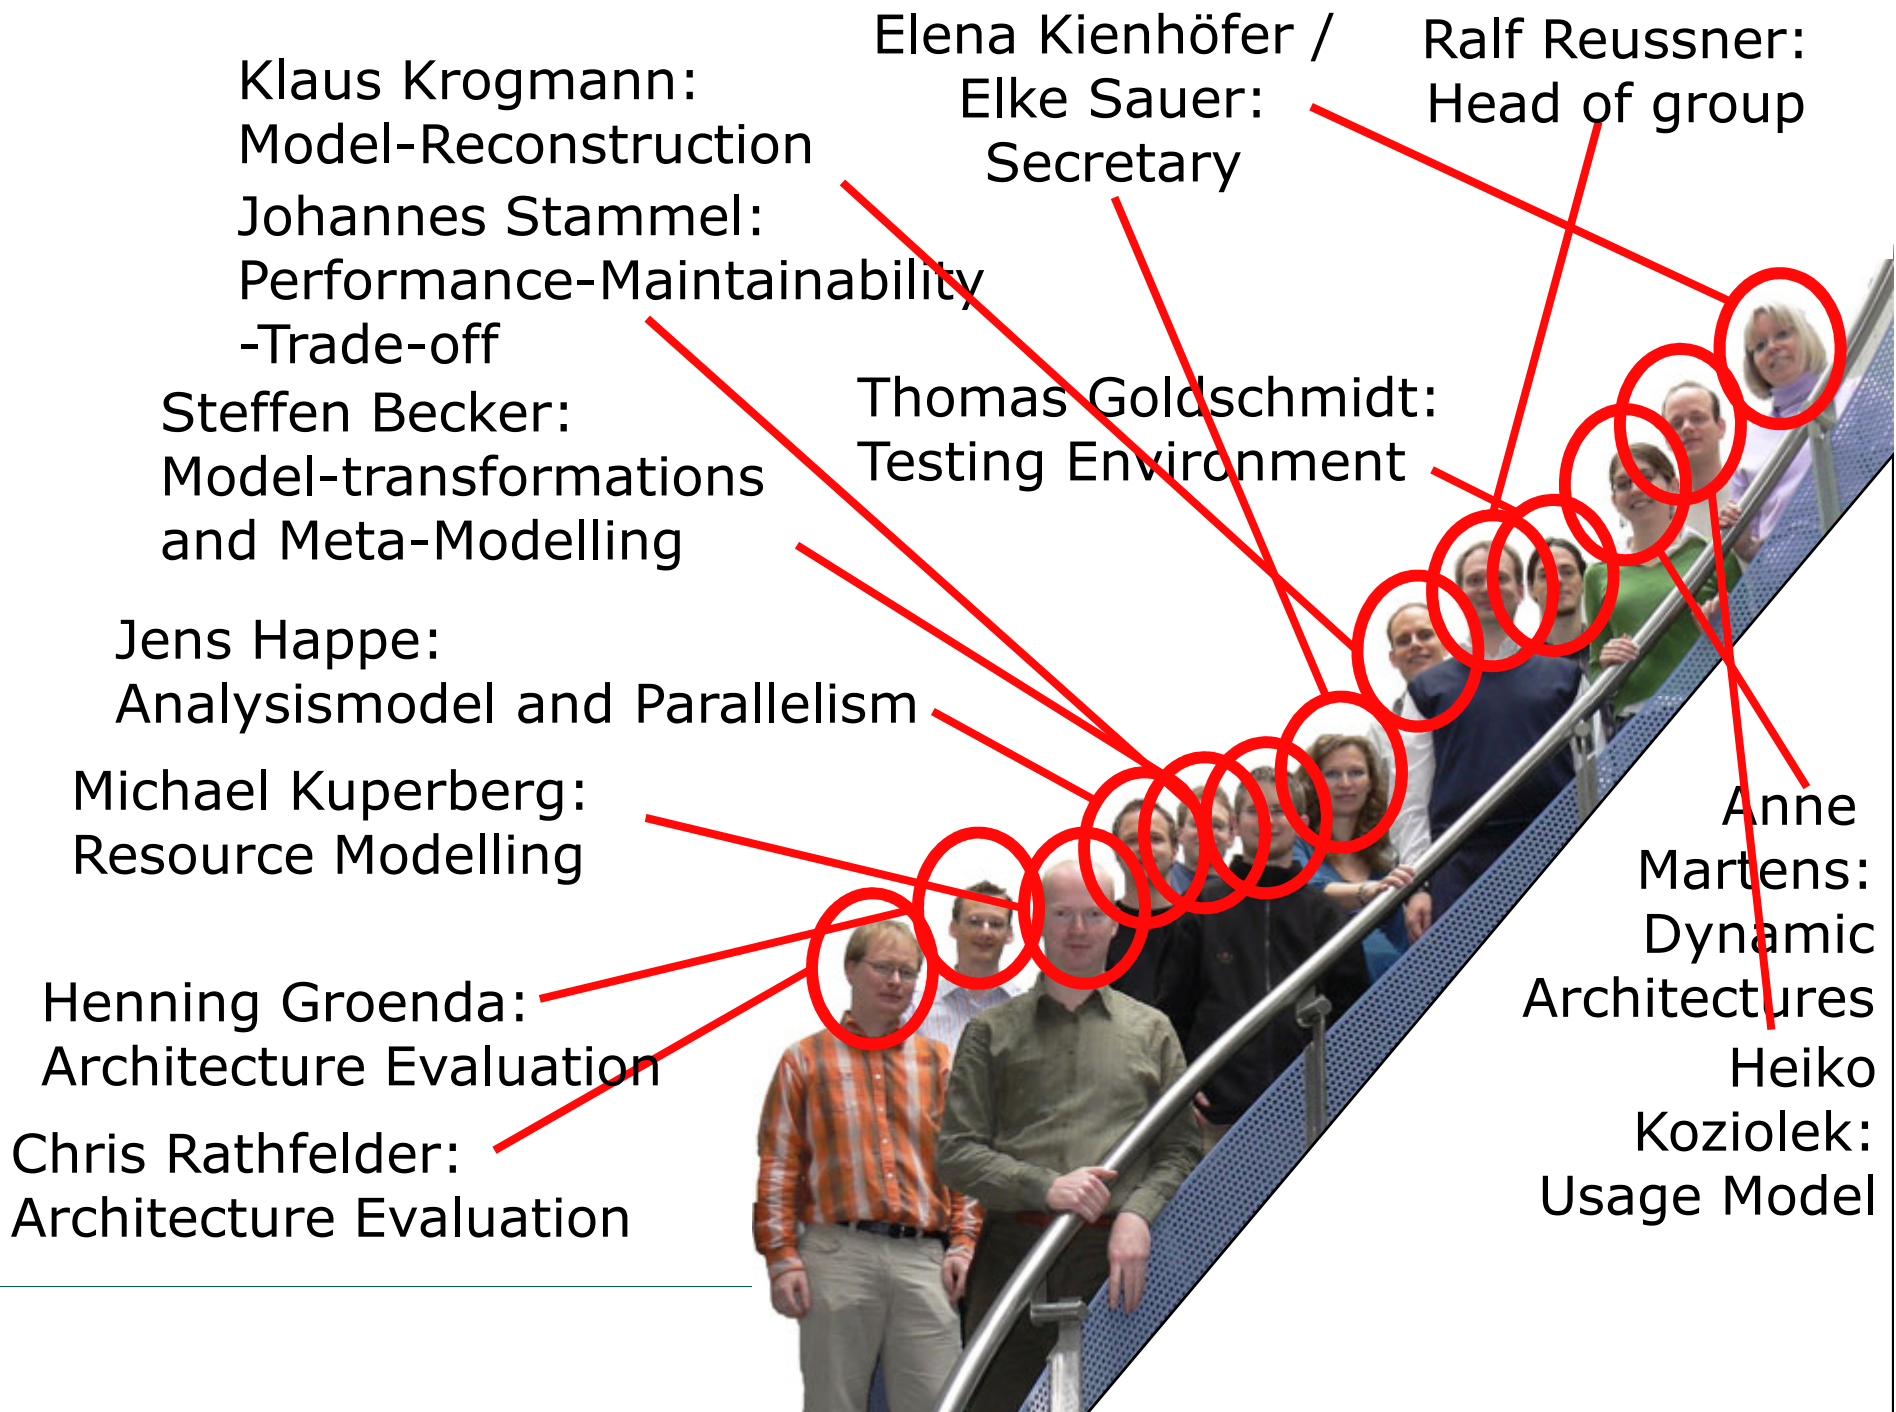 Elena Kienhöfer /
Elke Sauer:
Secretary
Ralf Reussner:
Head of group
Klaus Krogmann:
Model-Reconstruction
Johannes Stammel:
Performance-Maintainability
-Trade-off
Steffen Becker:
Model-transformations
and Meta-Modelling
Thomas Goldschmidt:
Testing Environment
Jens Happe:
Analysismodel and Parallelism
Michael Kuperberg:
Resource Modelling
Henning Groenda:
Architecture Evaluation
Chris Rathfelder:
Architecture Evaluation
Anne
Martens:
Dynamic
Architectures
Heiko
Koziolek:
Usage Model